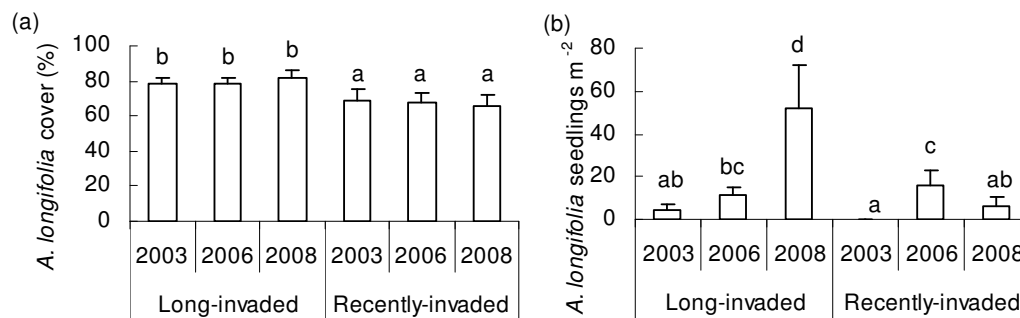 (a)
A. longifolia cover (%)
100
80
60
40
20
0
b b b a a a
2003 2006 2008 2003 2006 2008
Long-invaded Recently-invaded
(b)
A. longifolia seedlings m-2
80
60
40
20
0
ab bc d a c ab
2003 2006 2008 2003 2006 2008
Long-invaded Recently-invaded